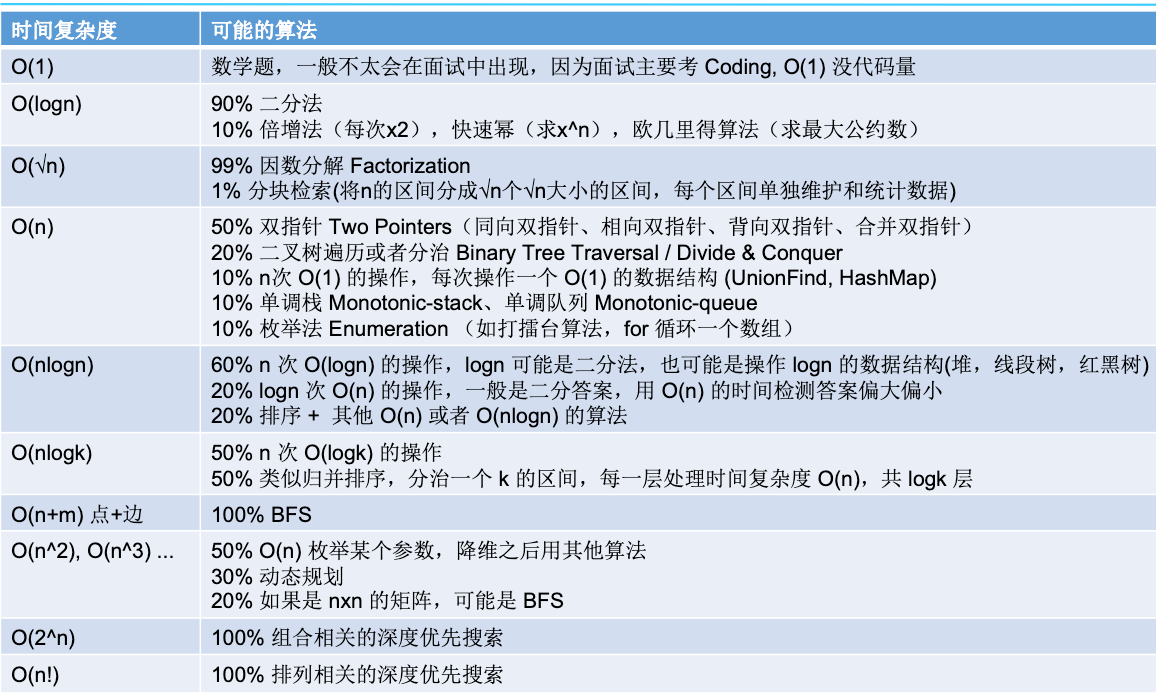 时间复杂度 可能的算法
O(1) 数学题，一般不太会在面试中出现，因为面试主要考 Coding, O(1) 没代码量
O(logn) 90% 二分法
10% 倍增法（每次x2），快速幂（求x^n），欧几里得算法（求最大公约数）
O(√n) 99% 因数分解 Factorization
1% 分块检索(将n的区间分成√n个√n大小的区间，每个区间单独维护和统计数据)
O(n) 50% 双指针 Two Pointers（同向双指针、相向双指针、背向双指针、合并双指针）
20% 二叉树遍历或者分治 Binary Tree Traversal / Divide & Conquer
10% n次 O(1) 的操作，每次操作一个 O(1) 的数据结构 (UnionFind, HashMap)
10% 单调栈 Monotonic-stack、单调队列 Monotonic-queue
10% 枚举法 Enumeration （如打擂台算法，for 循环一个数组）
O(nlogn) 60% n 次 O(logn) 的操作，logn 可能是二分法，也可能是操作 logn 的数据结构(堆，线段树，红黑树)
20% logn 次 O(n) 的操作，一般是二分答案，用 O(n) 的时间检测答案偏大偏小
20% 排序 + 其他 O(n) 或者 O(nlogn) 的算法
O(nlogk) 50% n 次 O(logk) 的操作
50% 类似归并排序，分治一个 k 的区间，每一层处理时间复杂度 O(n)，共 logk 层
O(n+m) 点+边 100% BFS
O(n^2), O(n^3) ... 50% O(n) 枚举某个参数，降维之后用其他算法
30% 动态规划
20% 如果是 nxn 的矩阵，可能是 BFS
O(2^n) 100% 组合相关的深度优先搜索
O(n!) 100% 排列相关的深度优先搜索